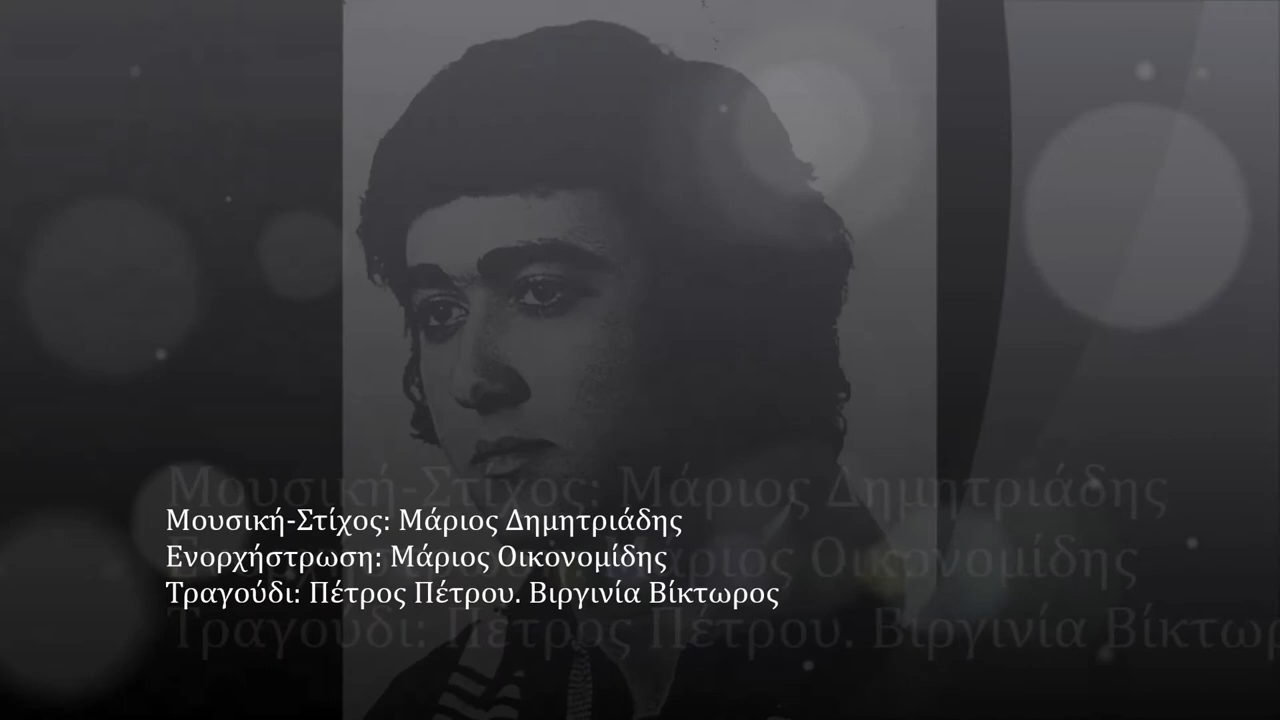 Μουσική-Στίχος: Μάριος Δημητριάδης
Ενορχήστρωση: Μάριος Οικονομίδης
Τραγούδι: Πέτρος Πέτρου. Βιργινία Βίκτωρος